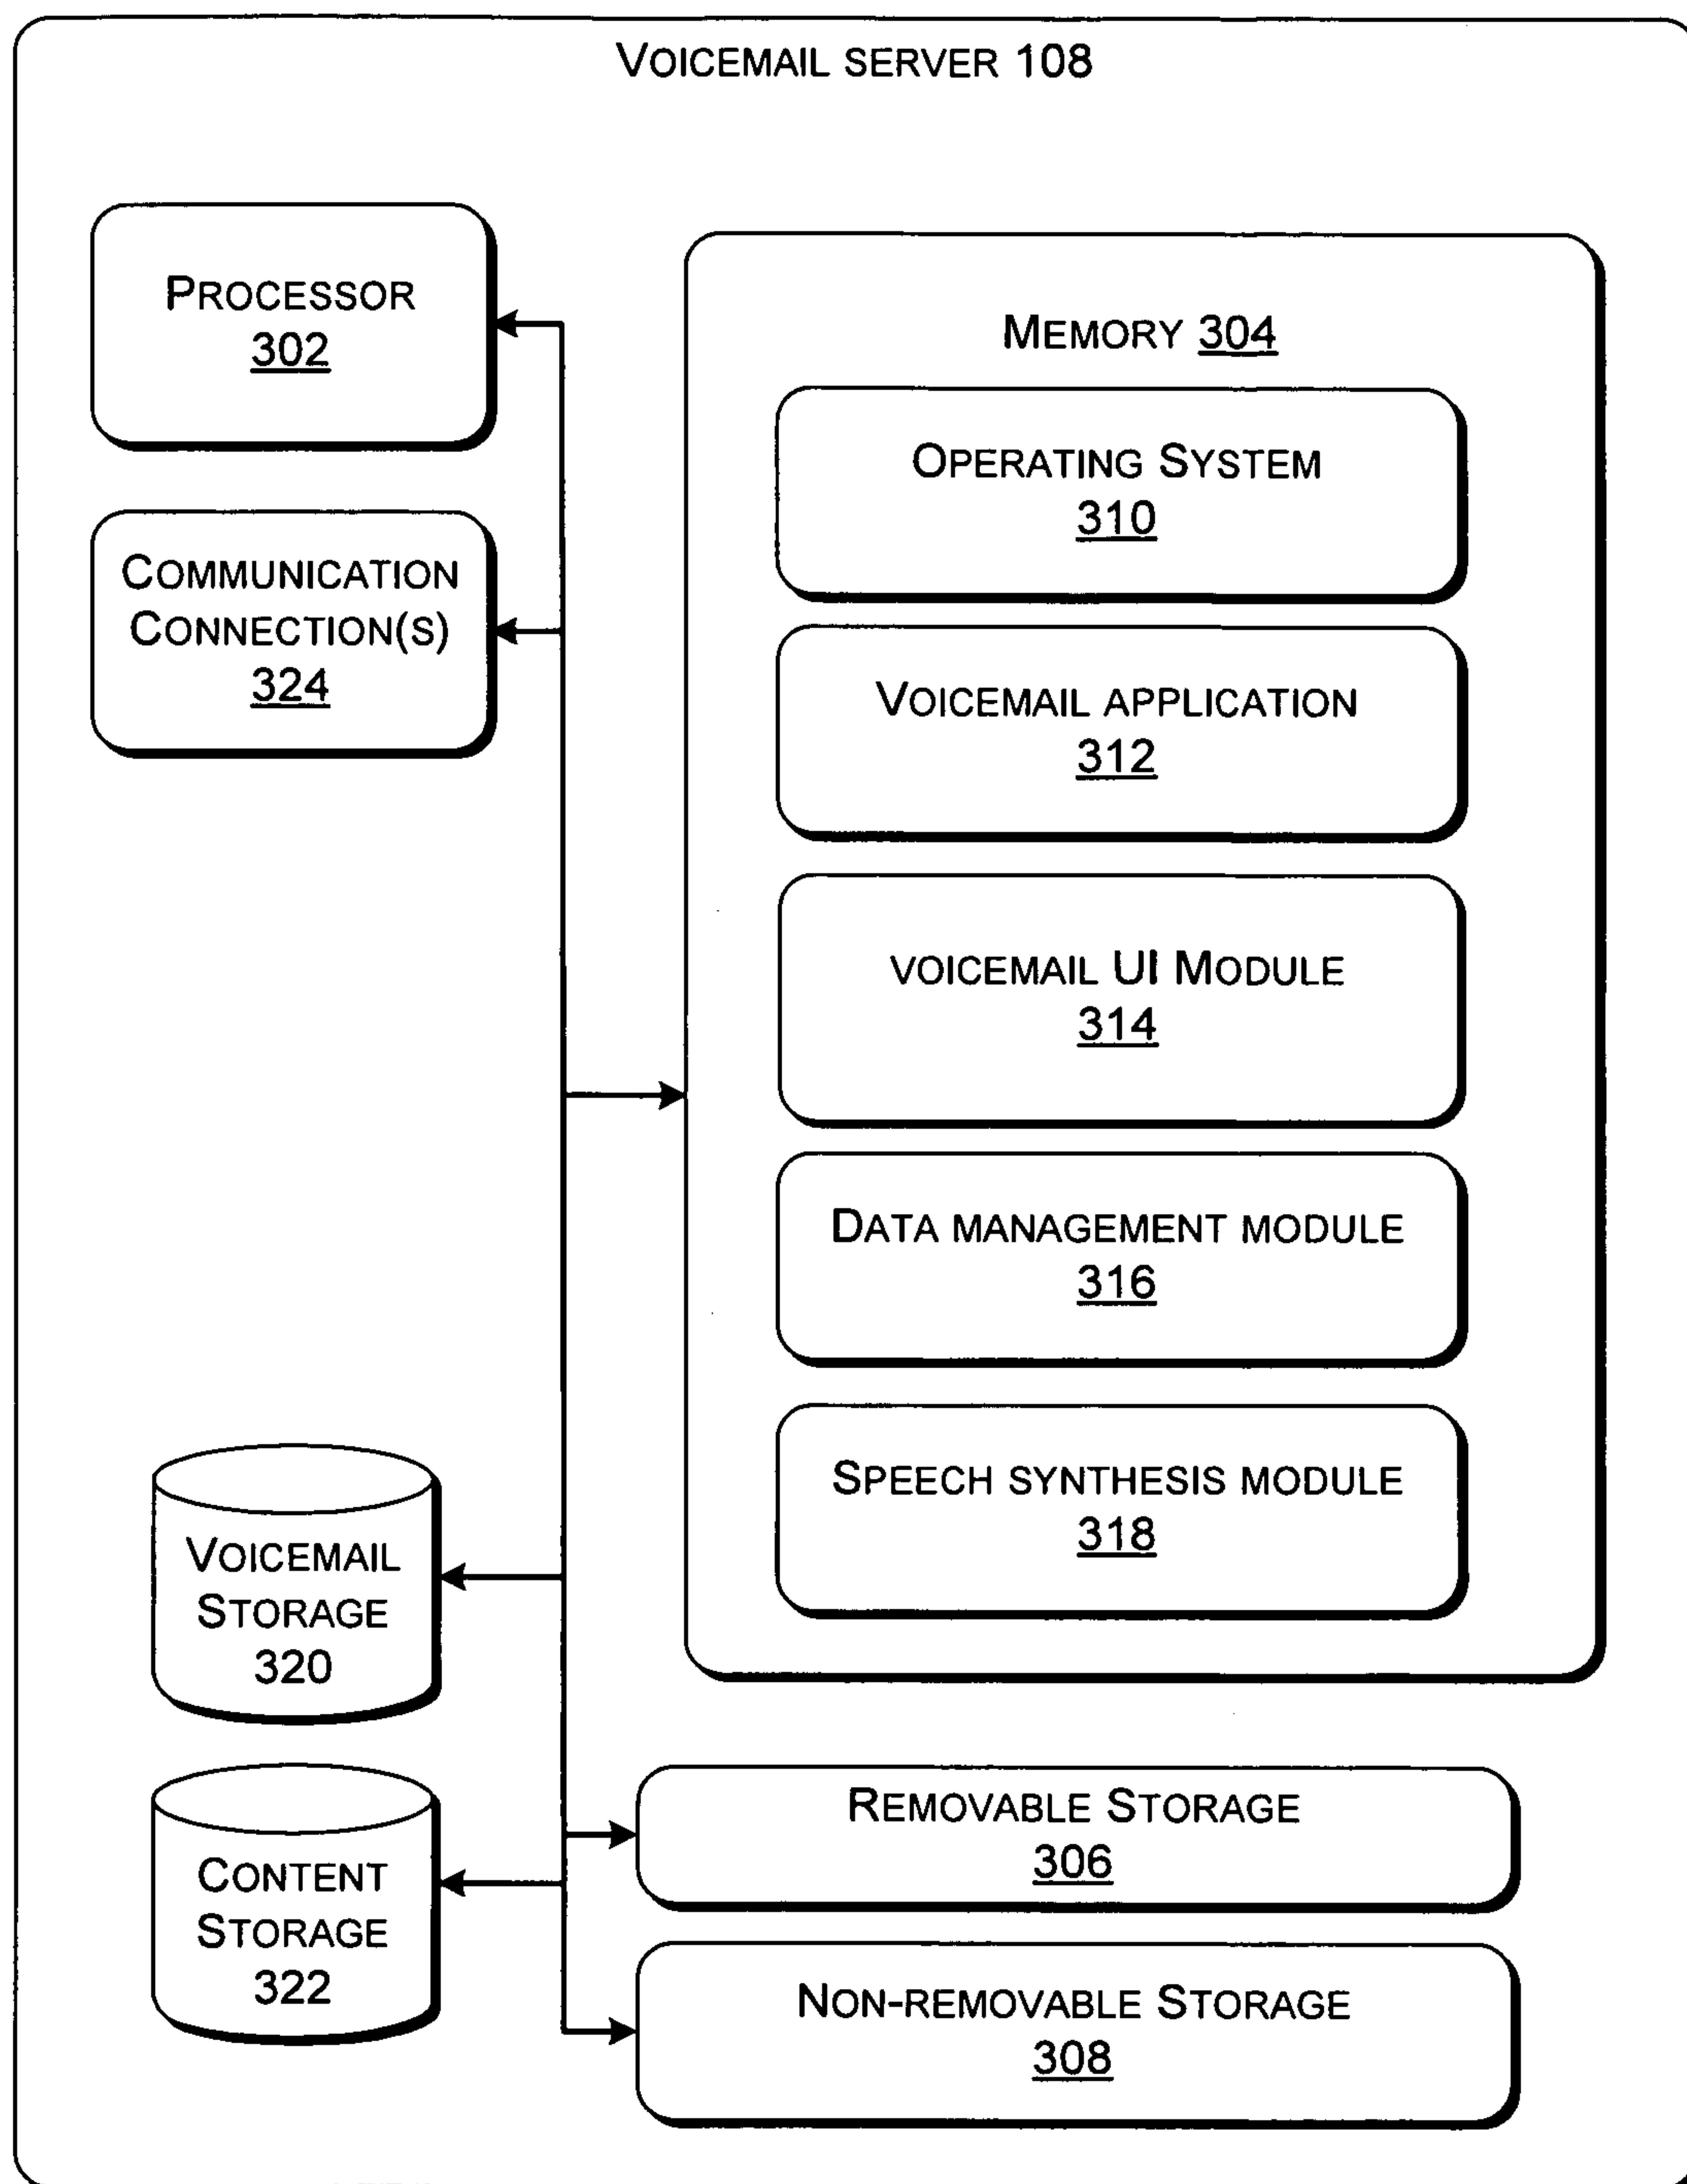 VOICEMAIL SERVER 108
PROCESSOR
302
COMMUNICATION
CONNECTION(S)
324
MEMORY 304
OPERATING SYSTEM
310
VOICEMAIL APPLICATION
312
VOICEMAIL UI MODULE
314
DATA MANAGEMENT MODULE
316
SPEECH SYNTHESIS MODULE
318
VOICEMAIL
STORAGE
320
CONTENT
STORAGE
322
REMOVABLE STORAGE
306
NON-REMOVABLE STORAGE
308